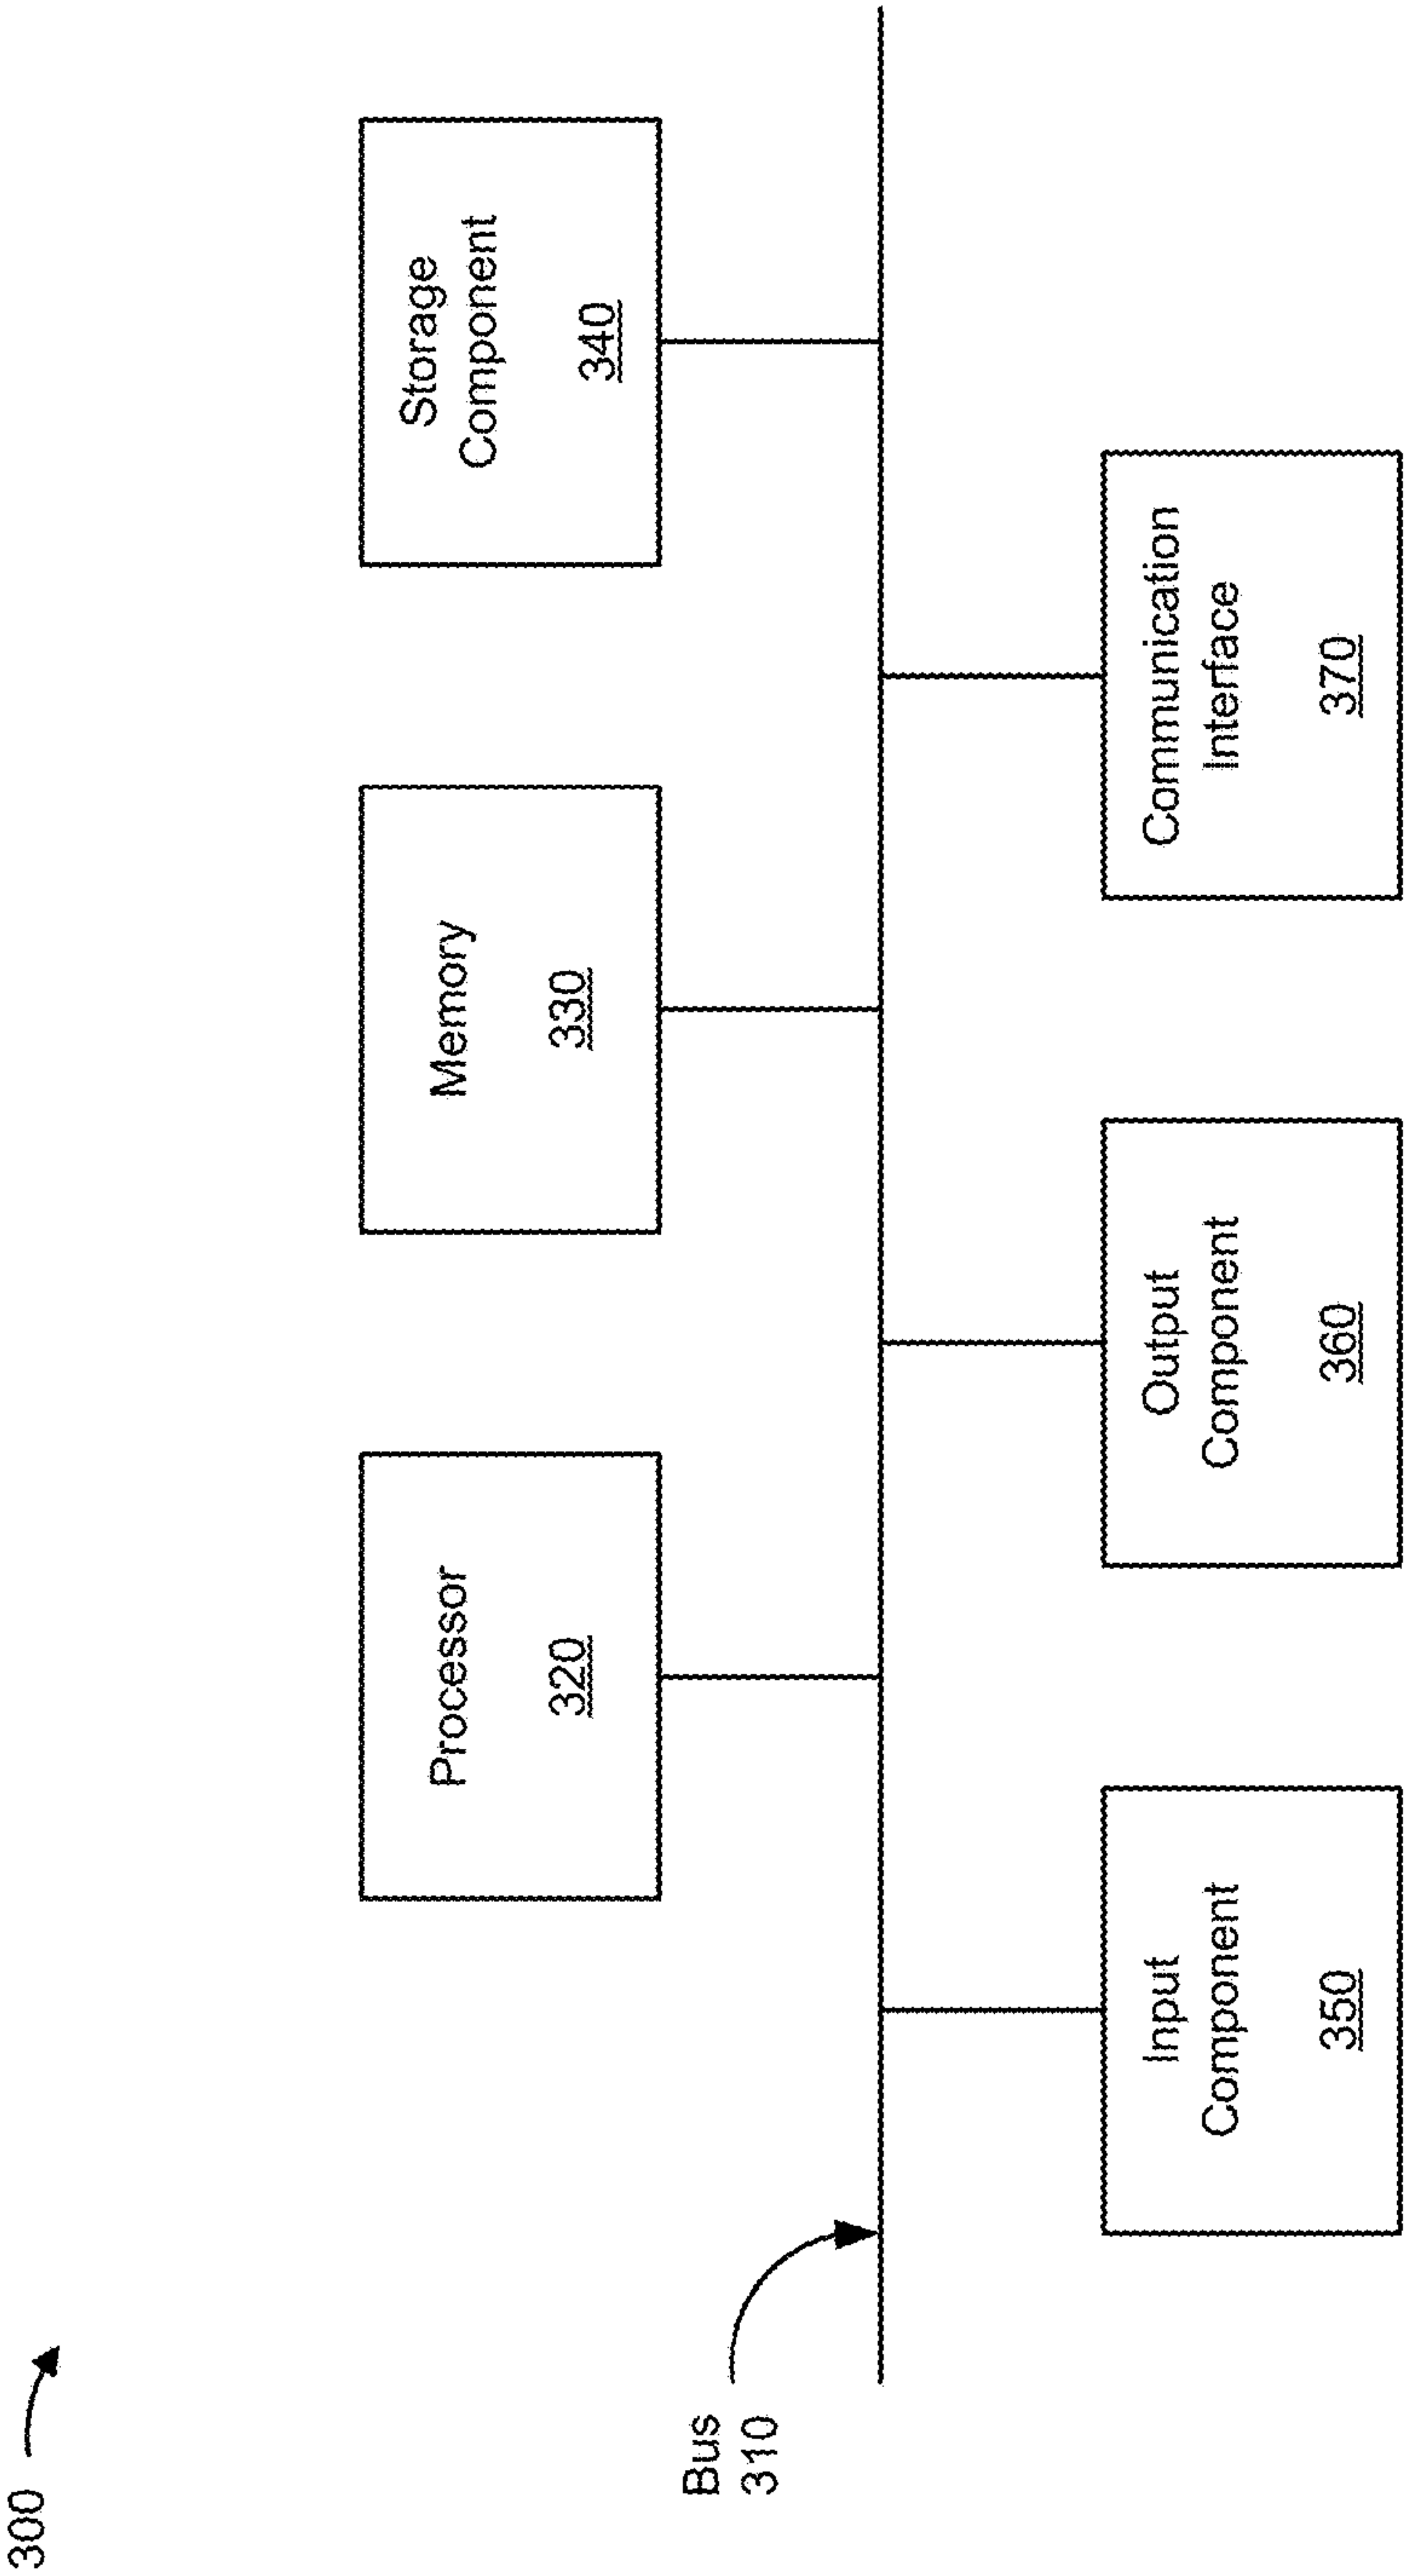 300
Processor
320
Memory
330
Storage
Component
340
Bus
310
Input
Component
350
Output
Component
360
Communication
Interface
370